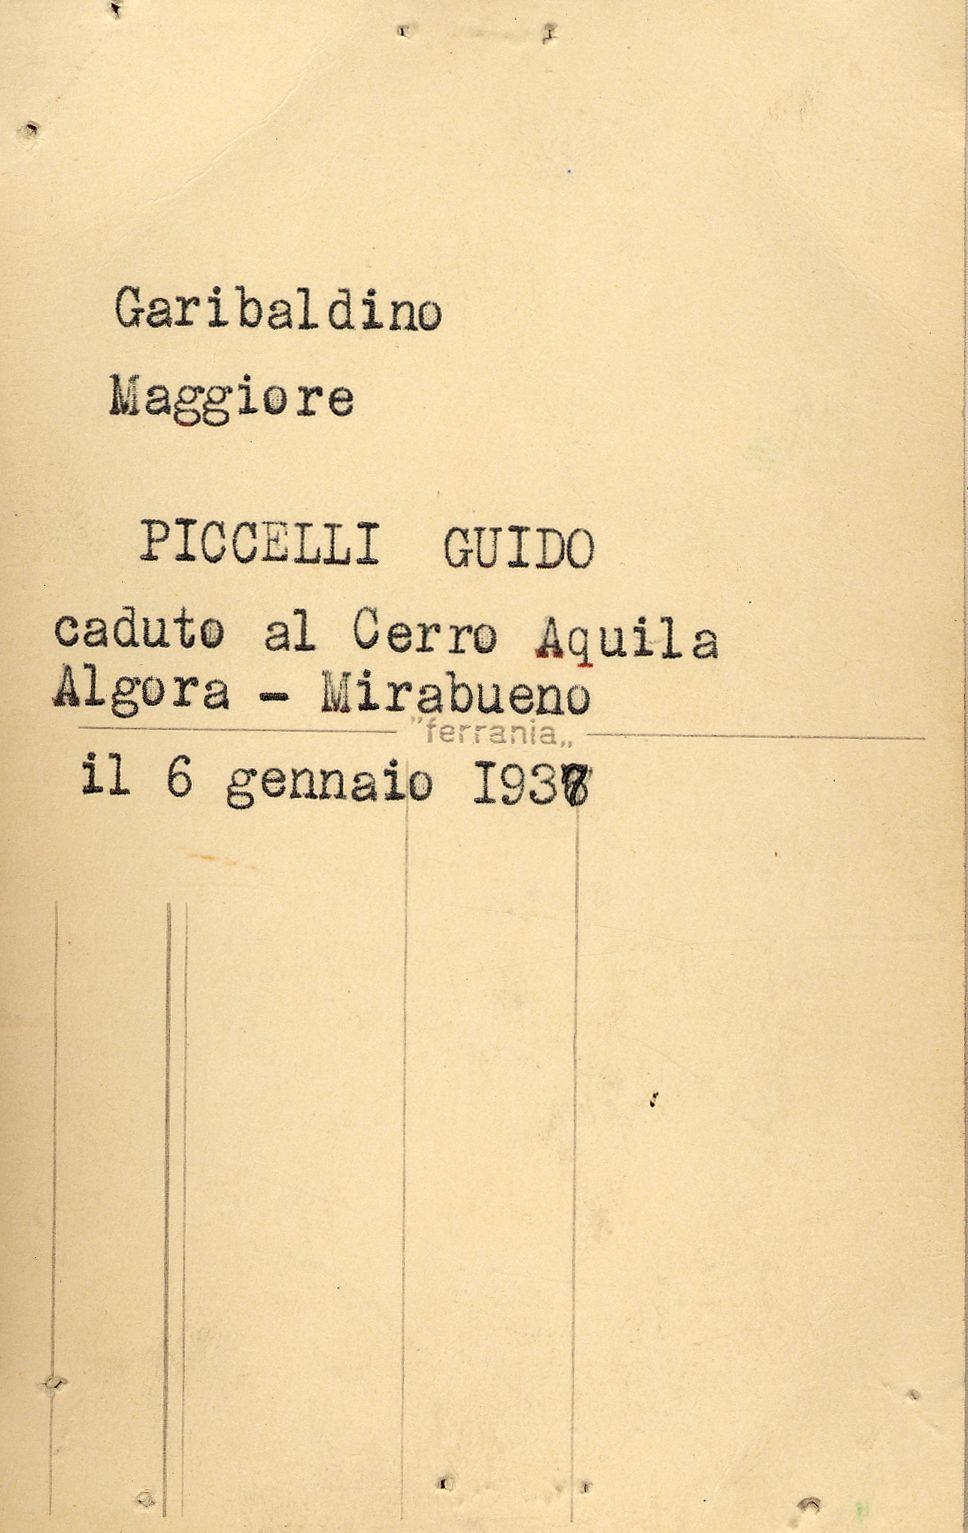 Garibaldino
Maggiore
PICCELLI GUIDO
caduto al Cerro Aquila
Algora - Mirabueno
"ferrania„
il 6 gennaio I937